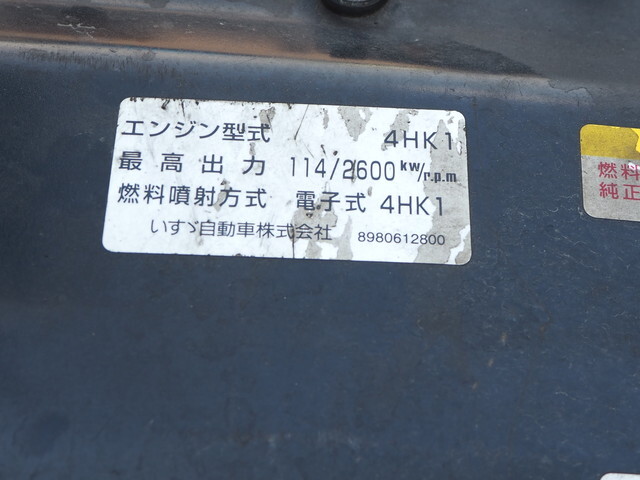 エンジン型式 4HK1
最高出力 114/2600 kw/r.p.m
燃料噴射方式 電子式 4HK1
いすゞ自動車株式会社 8980612800
燃料
純正